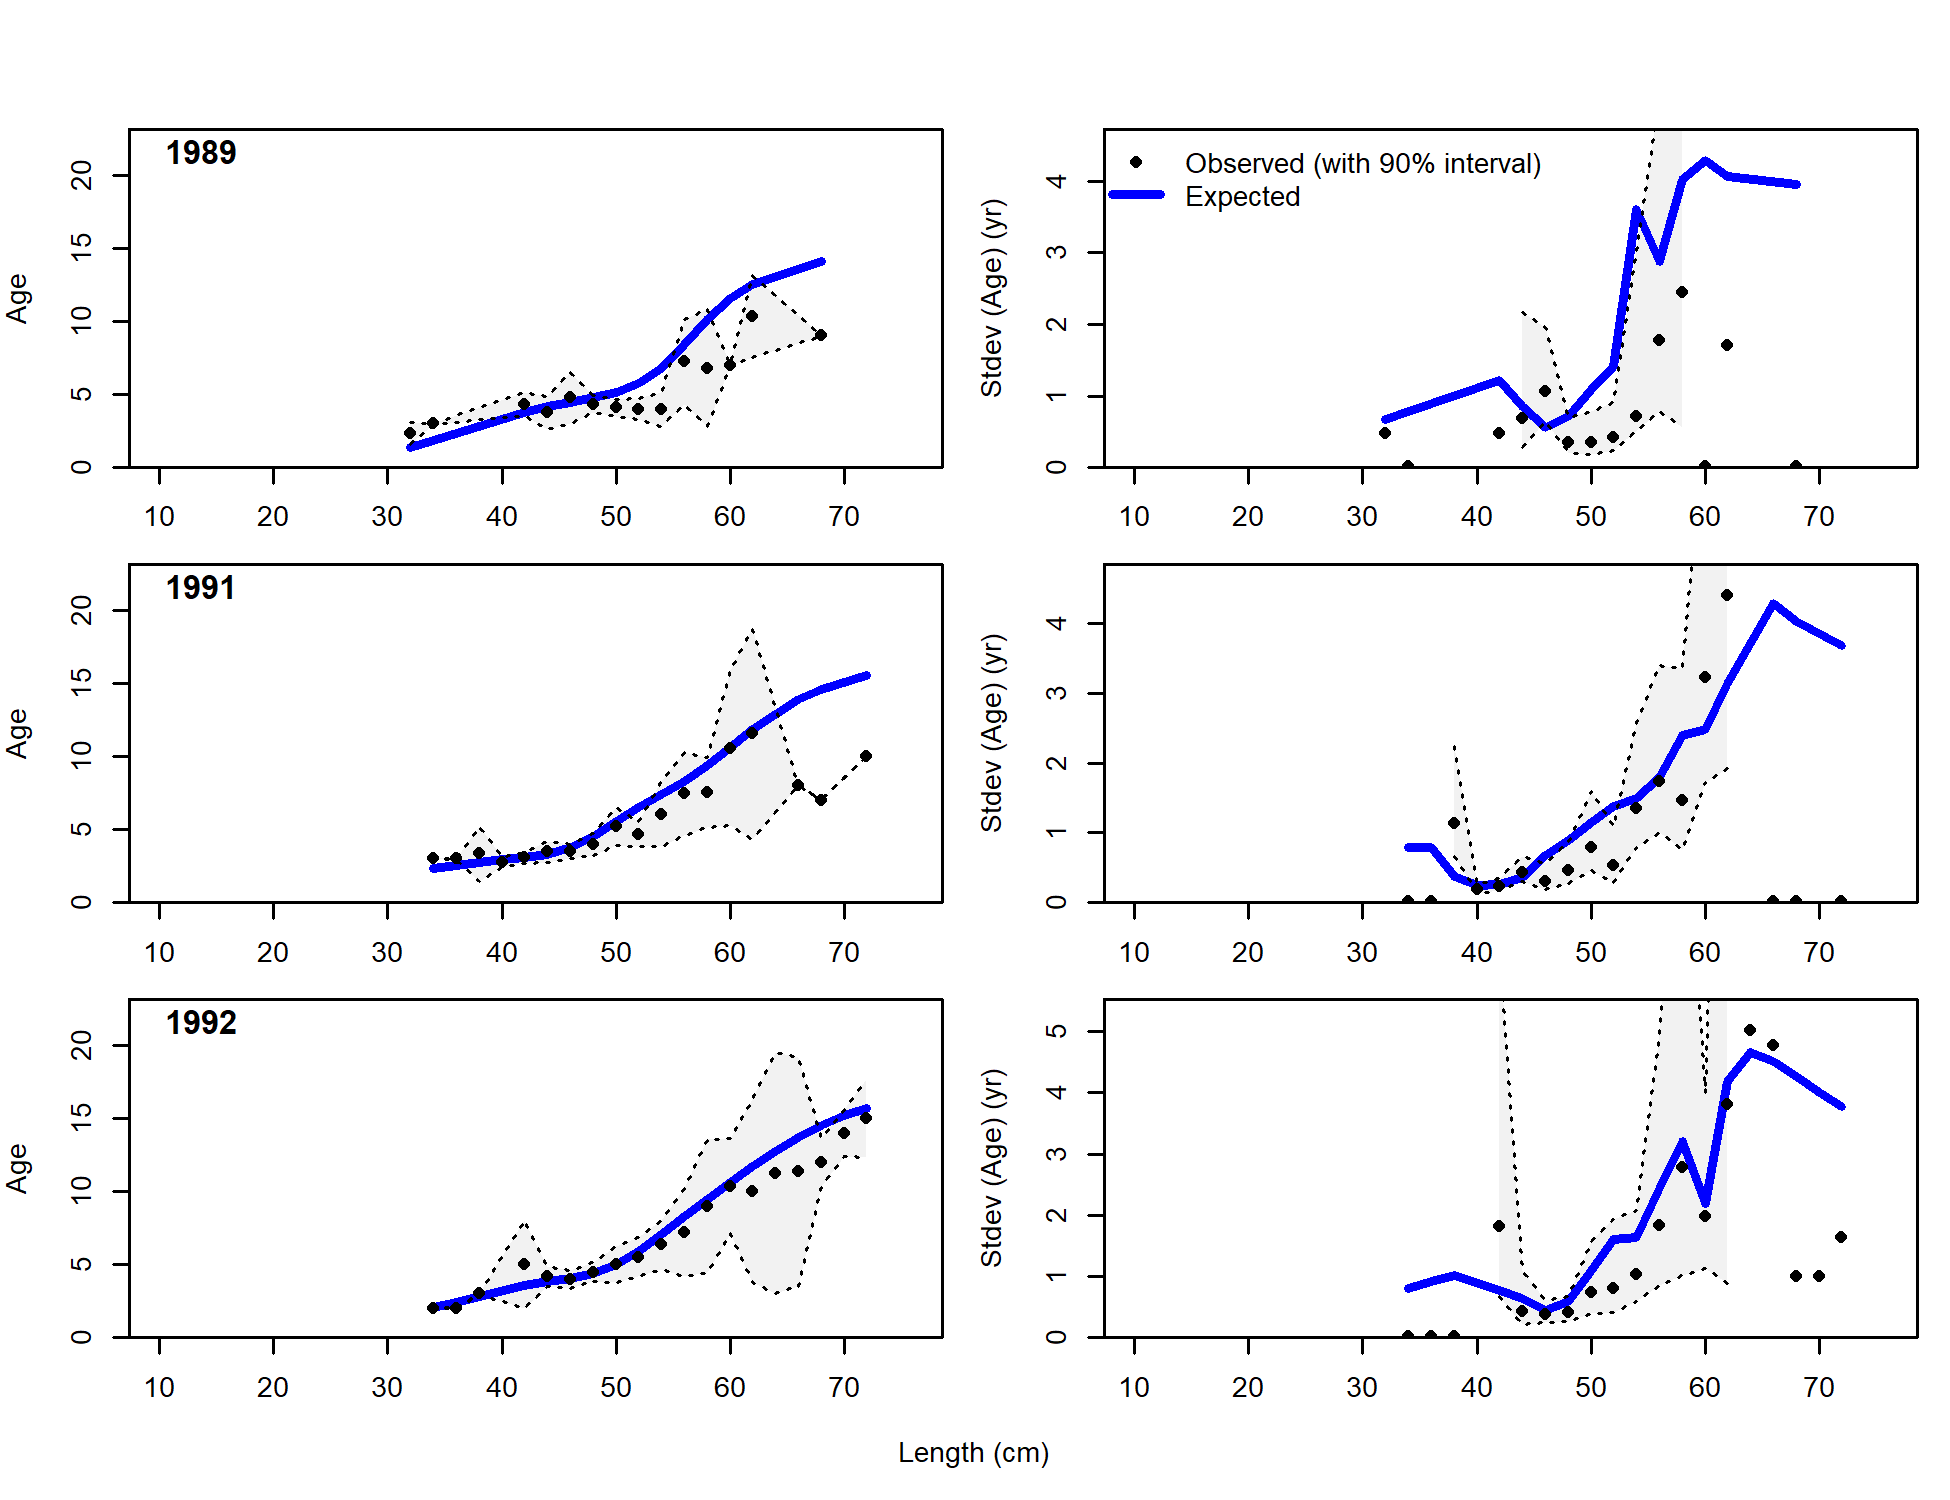 1989
Age
0 5 10 15 20
10 20 30 40 50 60 70
Observed (with 90% interval)
Expected
Stdev (Age) (yr)
0 1 2 3 4
10 20 30 40 50 60 70
1991
Age
0 5 10 15 20
10 20 30 40 50 60 70
Stdev (Age) (yr)
0 1 2 3 4
10 20 30 40 50 60 70
1992
Age
0 5 10 15 20
10 20 30 40 50 60 70
Stdev (Age) (yr)
0 1 2 3 4 5
10 20 30 40 50 60 70
Length (cm)